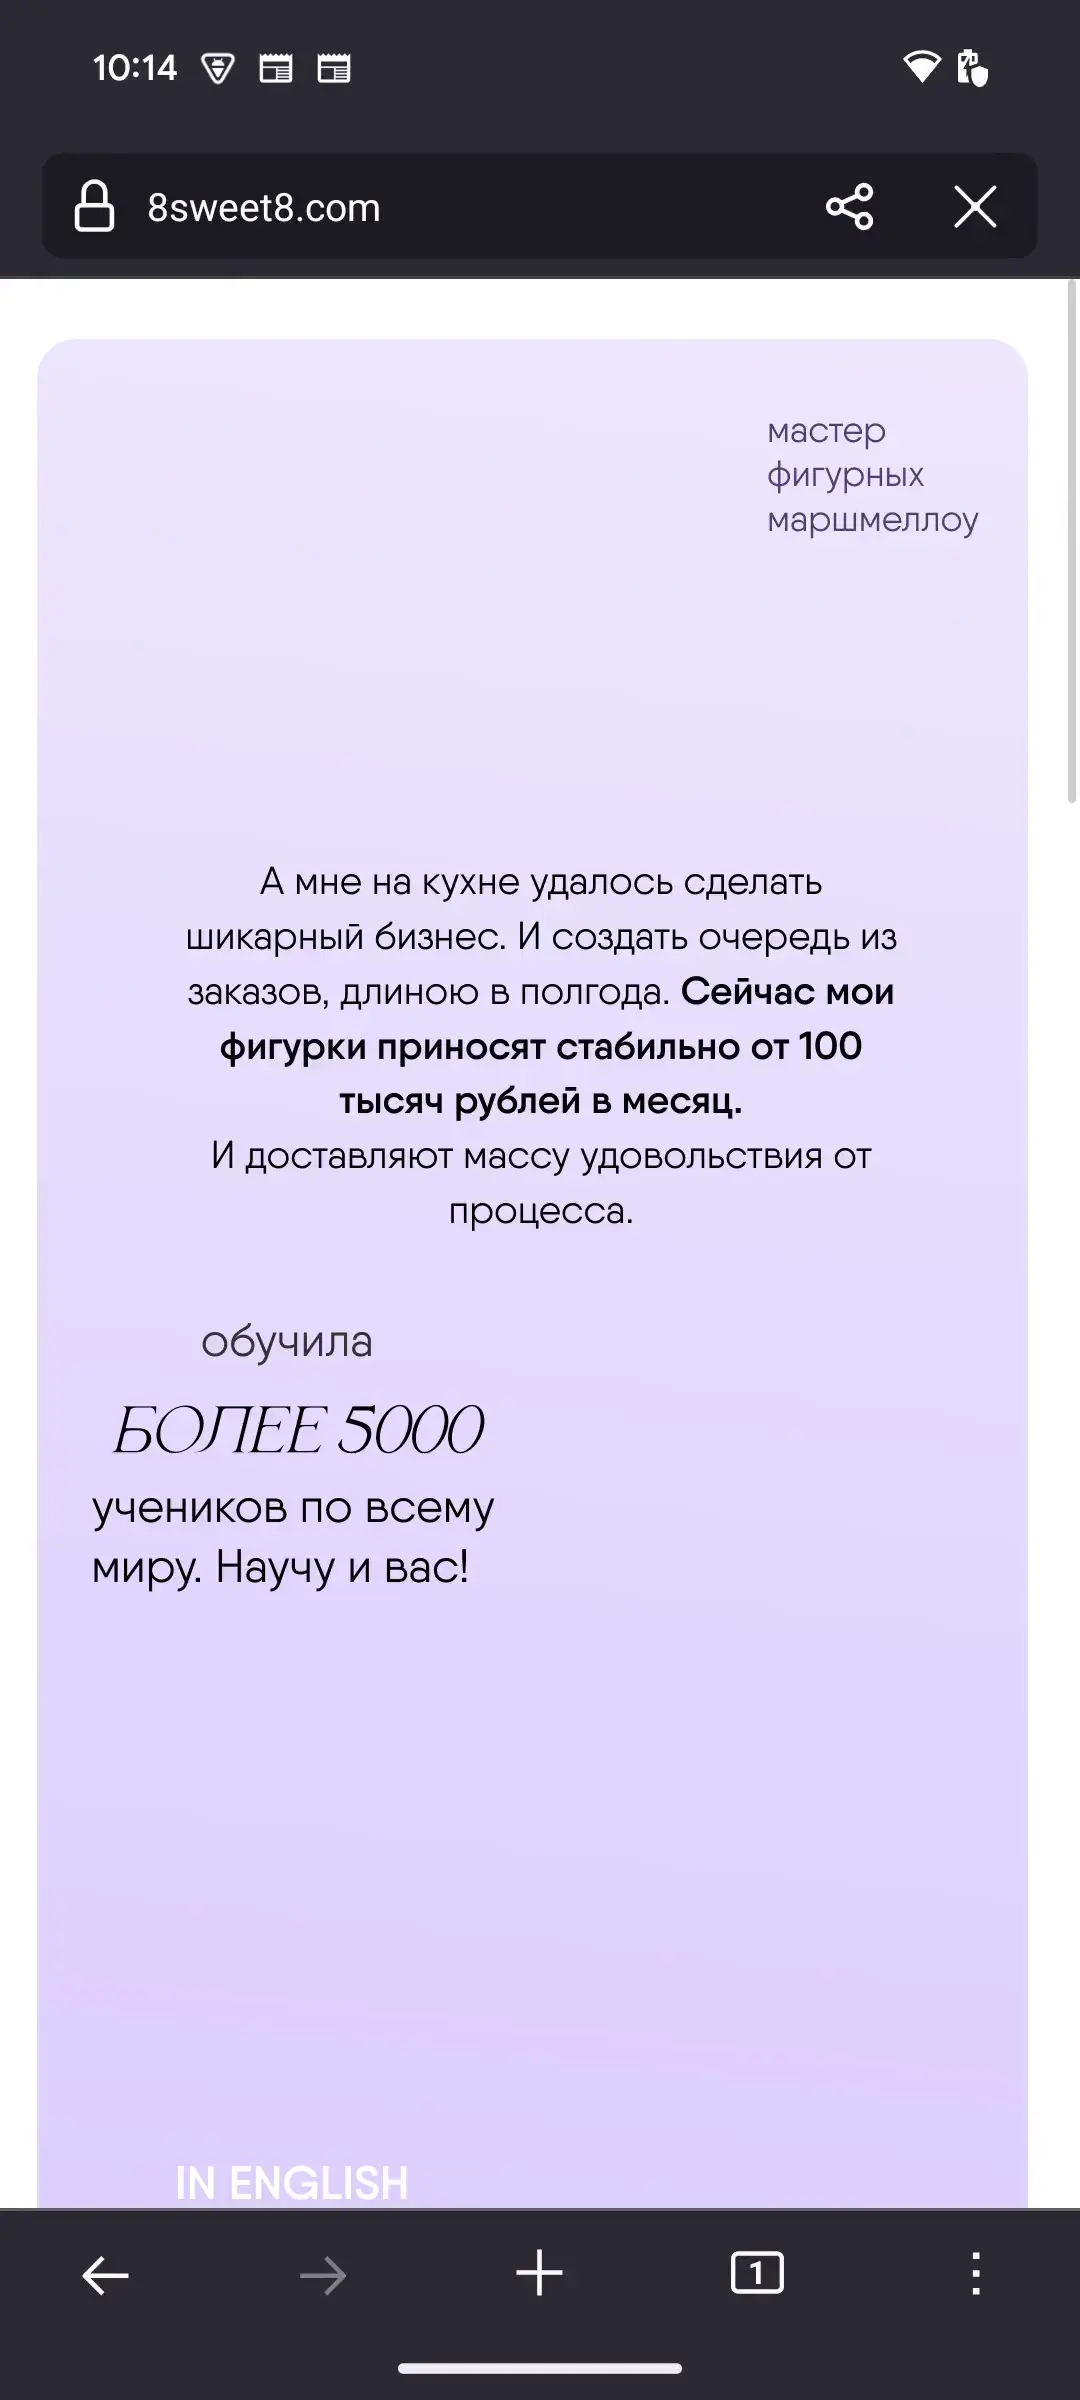 10:14
8sweet8.com
мастер
фигурных
маршмеллоу
А мне на кухне удалось сделать
шикарный бизнес. И создать очередь из
заказов, длиною в полгода. Сейчас мои
фигурки приносят стабильно от 100
тысяч рублей в месяц.
И доставляют массу удовольствия от
процесса.
обучила
БОЛЕЕ 5000
учеников по всему
миру. Научу и вас!
IN ENGLISH
1